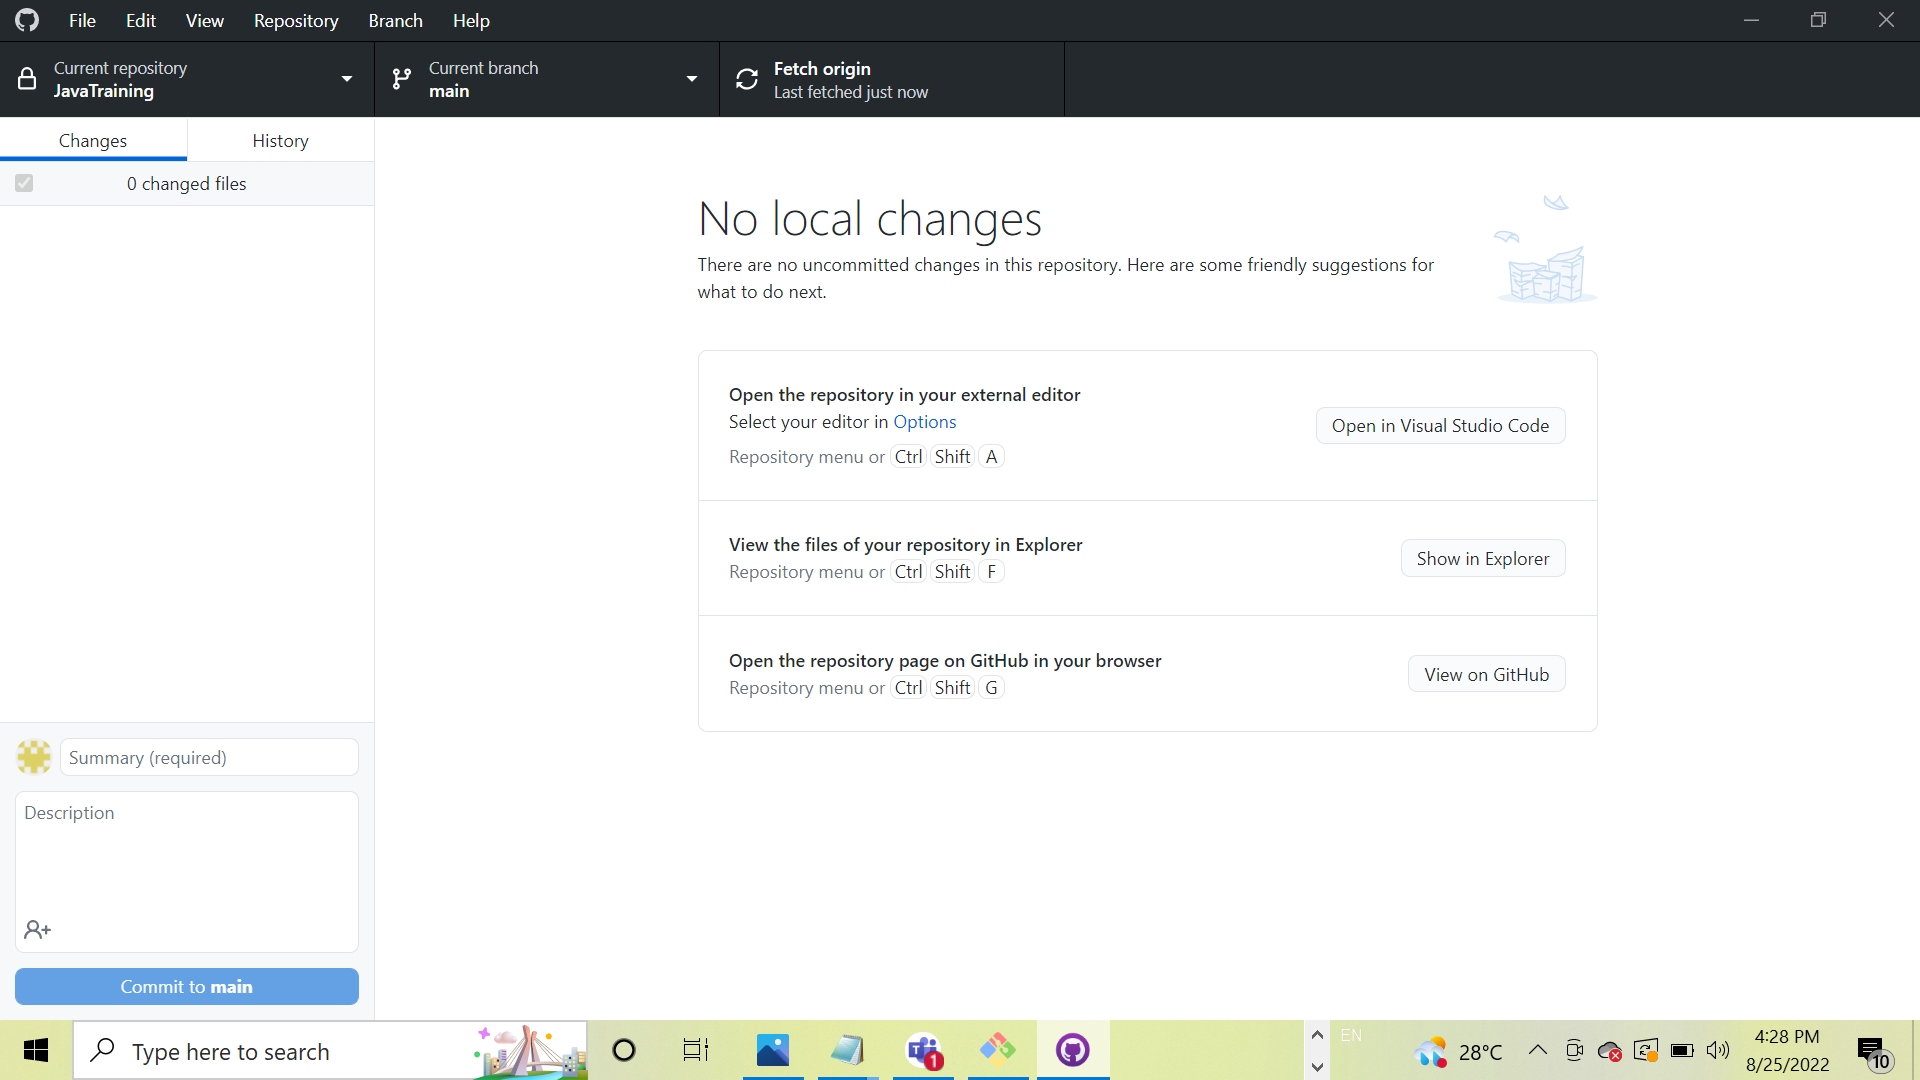 File Edit View Repository Branch Help
Current repository
JavaTraining
Current branch
main
Fetch origin
Last fetched just now
Changes
History
0 changed files
No local changes
There are no uncommitted changes in this repository. Here are some friendly suggestions for
what to do next.
Open the repository in your external editor
Select your editor in Options
Repository menu or Ctrl Shift A
Open in Visual Studio Code
View the files of your repository in Explorer
Repository menu or Ctrl Shift F
Show in Explorer
Open the repository page on GitHub in your browser
Repository menu or Ctrl Shift G
View on GitHub
Summary (required)
Description
Commit to main
Type here to search
1
EN
28°C
4:28 PM
8/25/2022
10